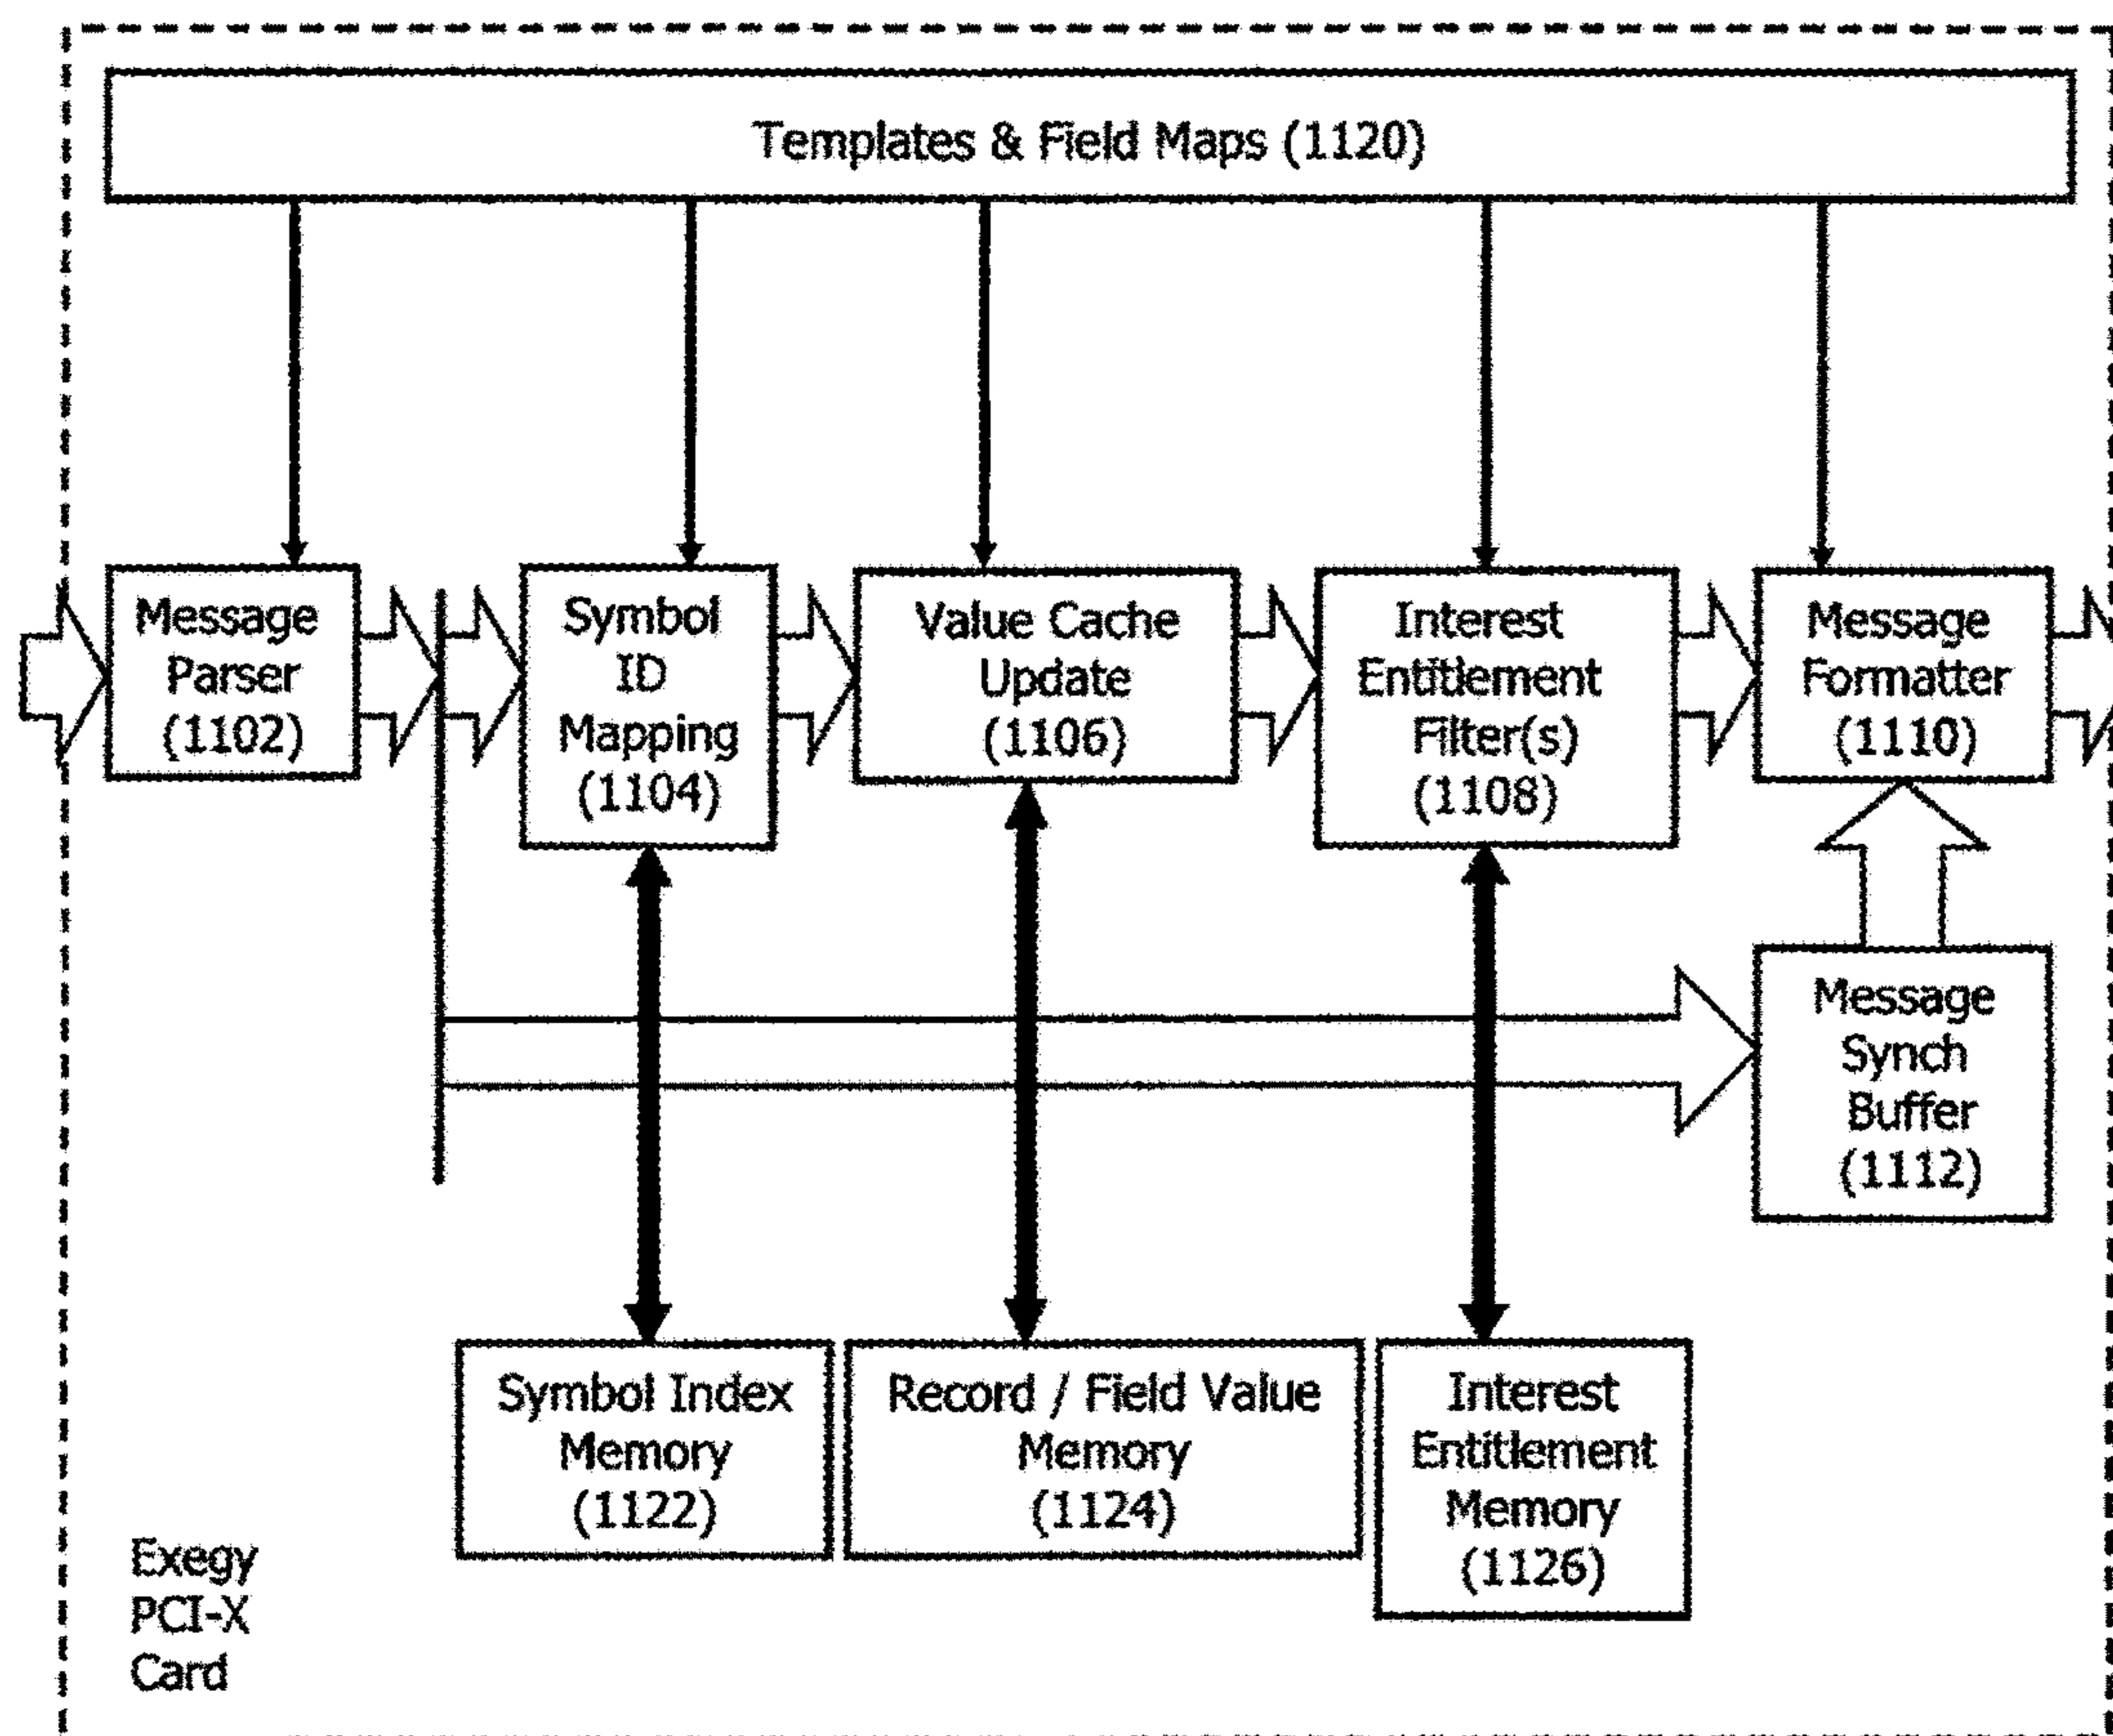 Templates & Field Maps (1120)
Message
Parser
(1102)
Symbol
ID
Mapping
(1104)
Value Cache
Update
(1106)
Interest
Entitlement
Filter(s)
(1108)
Message
Formatter
(1110)
Message
Synch
Buffer
(1112)
Symbol Index
Memory
(1122)
Record / Field Value
Memory
(1124)
Interest
Entitlement
Memory
(1126)
Exegy
PCI-X
Card